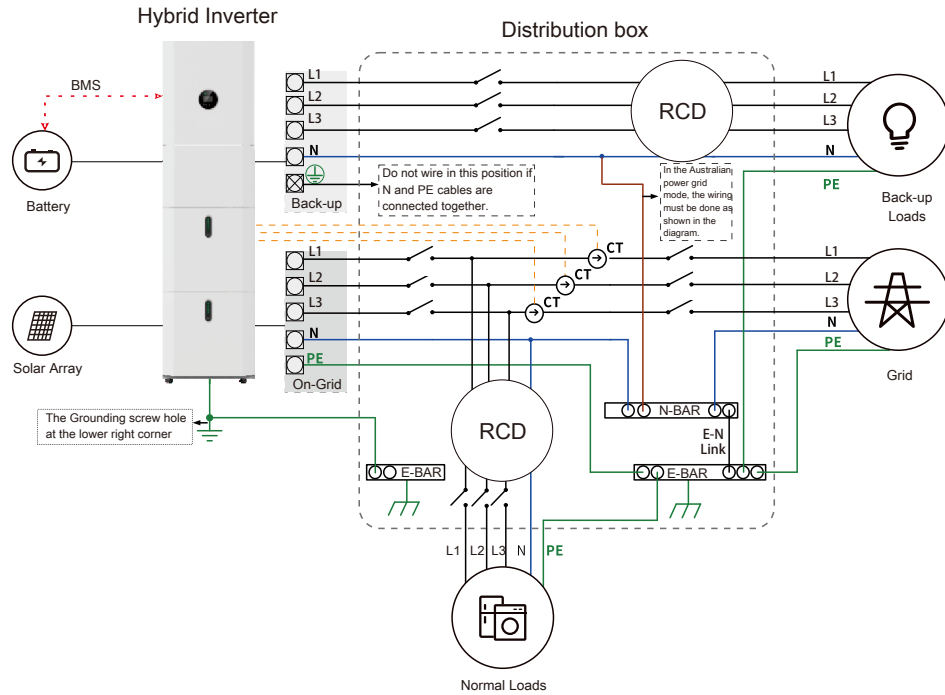 Hybrid Inverter
Distribution box
BMS
Battery
Solar Array
The Grounding screw hole
at the lower right corner
L1
L2
L3
N
Back-up
Do not wire in this position if
N and PE cables are
connected together.
RCD
In the Australian
power grid
mode, the wiring
must be done as
shown in the
diagram.
L1
L2
L3
N
PE
Back-up
Loads
L1
L2
L3
N
PE
On-Grid
CT
CT
CT
L1
L2
L3
N
PE
Grid
N-BAR
E-N
Link
E-BAR
E-BAR
RCD
L1 L2 L3 N PE
Normal Loads